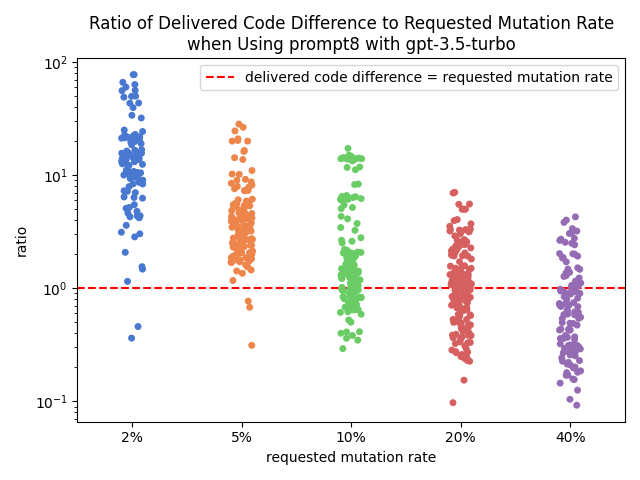 Ratio of Delivered Code Difference to Requested Mutation Rate
when Using prompt8 with gpt-3.5-turbo
delivered code difference = requested mutation rate
ratio
10²
10¹
10⁰
10⁻¹
2% 5% 10% 20% 40%
requested mutation rate